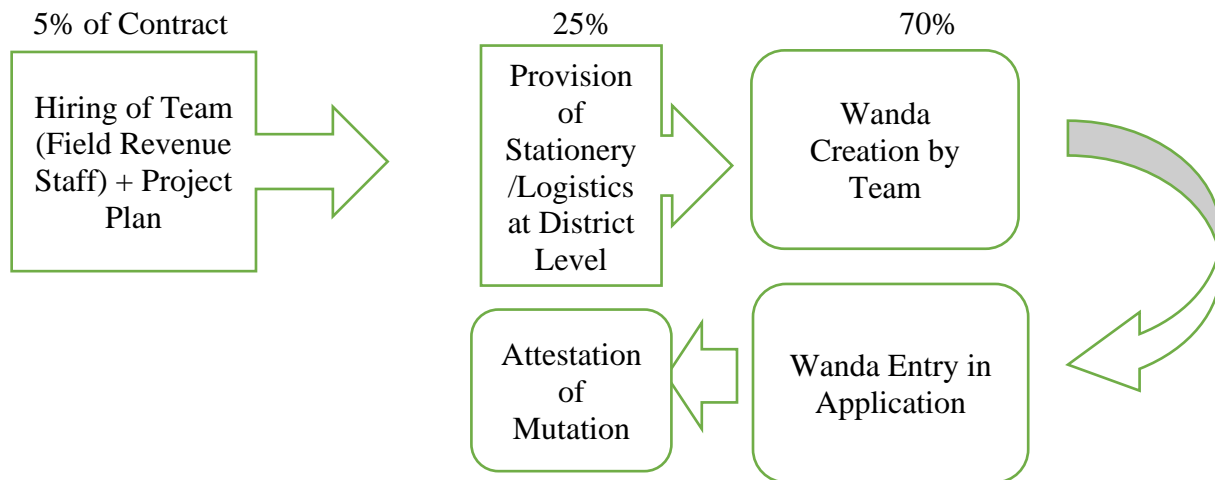 5% of Contract
25%
70%
Hiring of Team
(Field Revenue
Staff) + Project
Plan
Provision
of
Stationery
/Logistics
at District
Level
Wanda
Creation by
Team
Wanda Entry in
Application
Attestation
of
Mutation